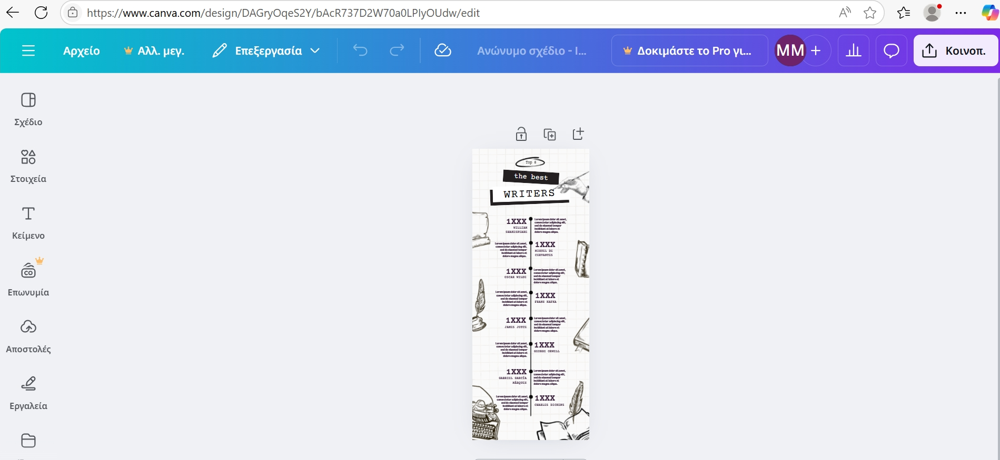 https://www.canva.com/design/DAGryOqeS2Y/bAcR737D2W70a0LPIyOUdw/edit
Αρχείο
Αλλ. μεγ.
Επεξεργασία
Ανώνυμο σχέδιο - I...
Δοκιμάστε το Pro γι...
MM
Κοινοπ.
Σχέδιο
Στοιχεία
Κείμενο
CO
Επωνυμία
Αποστολές
Εργαλεία
Top 8
the best
WRITERS
1XXX
WILLIAM
SHAKESPEARE
Lorem ipsum dolor sit amet,
consectetur adipiscing elit,
sed do eiusmod tempor
incididunt ut labore et
dolore magna aliqua.
Lorem ipsum dolor sit amet,
consectetur adipiscing elit,
sed do eiusmod tempor
incididunt ut labore et
dolore magna aliqua.
1XXX
MIGUEL DE
CERVANTES
1XXX
OSCAR WILDE
Lorem ipsum dolor sit amet,
consectetur adipiscing elit,
sed do eiusmod tempor
incididunt ut labore et
dolore magna aliqua.
Lorem ipsum dolor sit amet,
consectetur adipiscing elit,
sed do eiusmod tempor
incididunt ut labore et
dolore magna aliqua.
1XXX
FRANZ KAFKA
1XXX
JAMES JOYCE
Lorem ipsum dolor sit amet,
consectetur adipiscing elit,
sed do eiusmod tempor
incididunt ut labore et
dolore magna aliqua.
Lorem ipsum dolor sit amet,
consectetur adipiscing elit,
sed do eiusmod tempor
incididunt ut labore et
dolore magna aliqua.
1XXX
GEORGE ORWELL
1XXX
GABRIEL GARCÍA
MÁRQUEZ
Lorem ipsum dolor sit amet,
consectetur adipiscing elit,
sed do eiusmod tempor
incididunt ut labore et
dolore magna aliqua.
Lorem ipsum dolor sit amet,
consectetur adipiscing elit,
sed do eiusmod tempor
incididunt ut labore et
dolore magna aliqua.
1XXX
CHARLES DICKENS